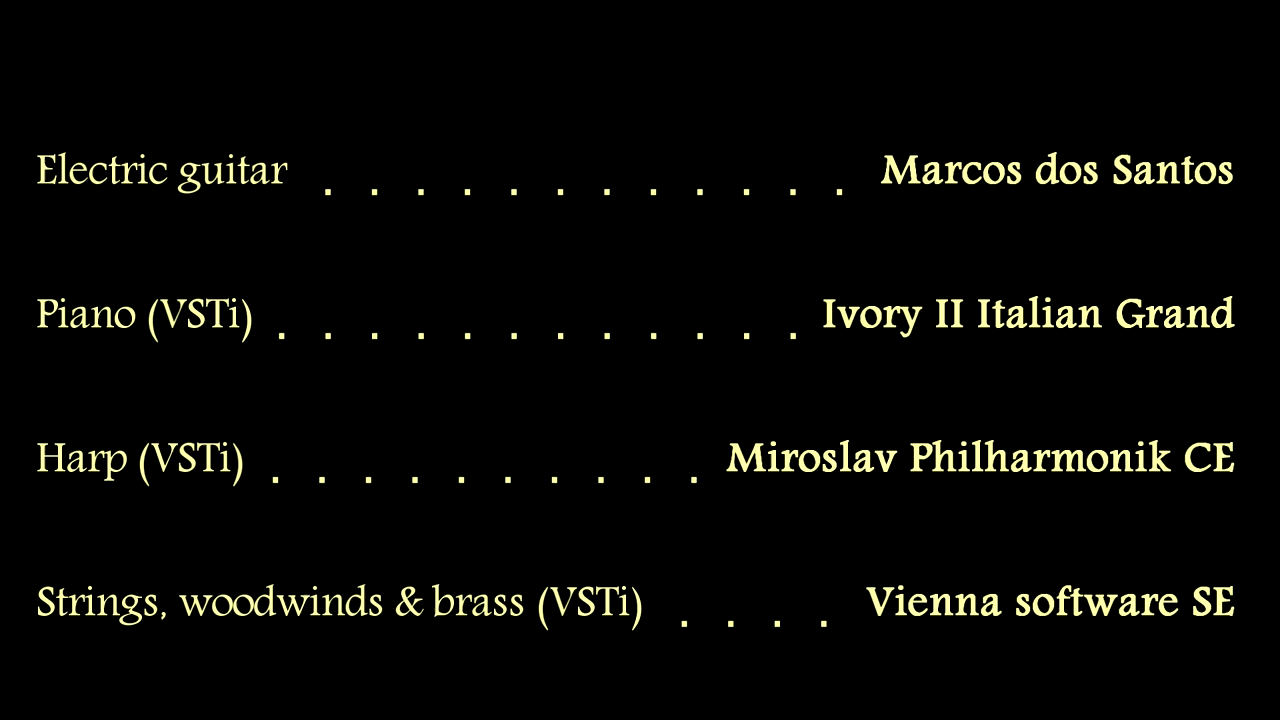 Electric guitar . . . . . . . . . . . . Marcos dos Santos
Piano (VSTi) . . . . . . . . . . . . Ivory II Italian Grand
Harp (VSTi) . . . . . . . . . . Miroslav Philharmonik CE
Strings, woodwinds & brass (VSTi) . . . . Vienna software SE